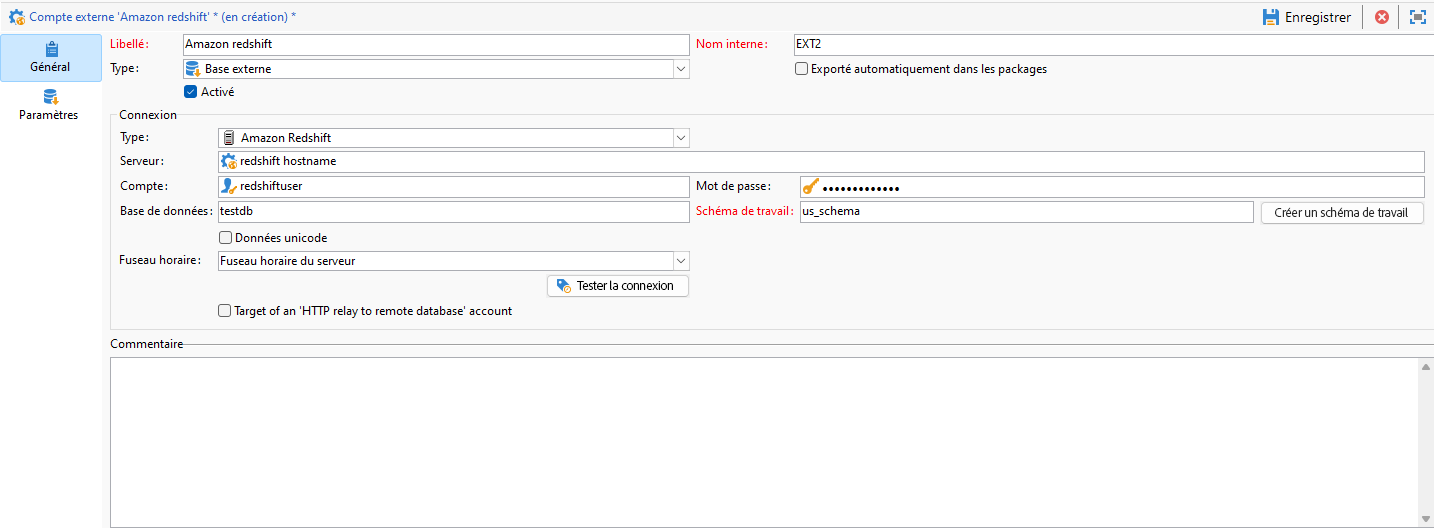 Compte externe 'Amazon redshift' * (en création) * Enregistrer
Général
Paramètres
Libellé : Amazon redshift Nom interne : EXT2
Type : Base externe Exporté automatiquement dans les packages
Activé
Connexion
Type : Amazon Redshift
Serveur : redshift hostname
Compte : redshiftuser Mot de passe : •••••••••••••
Base de données : testdb Schéma de travail : us_schema Créer un schéma de travail
Données unicode
Fuseau horaire : Fuseau horaire du serveur
Tester la connexion
Target of an 'HTTP relay to remote database' account
Commentaire